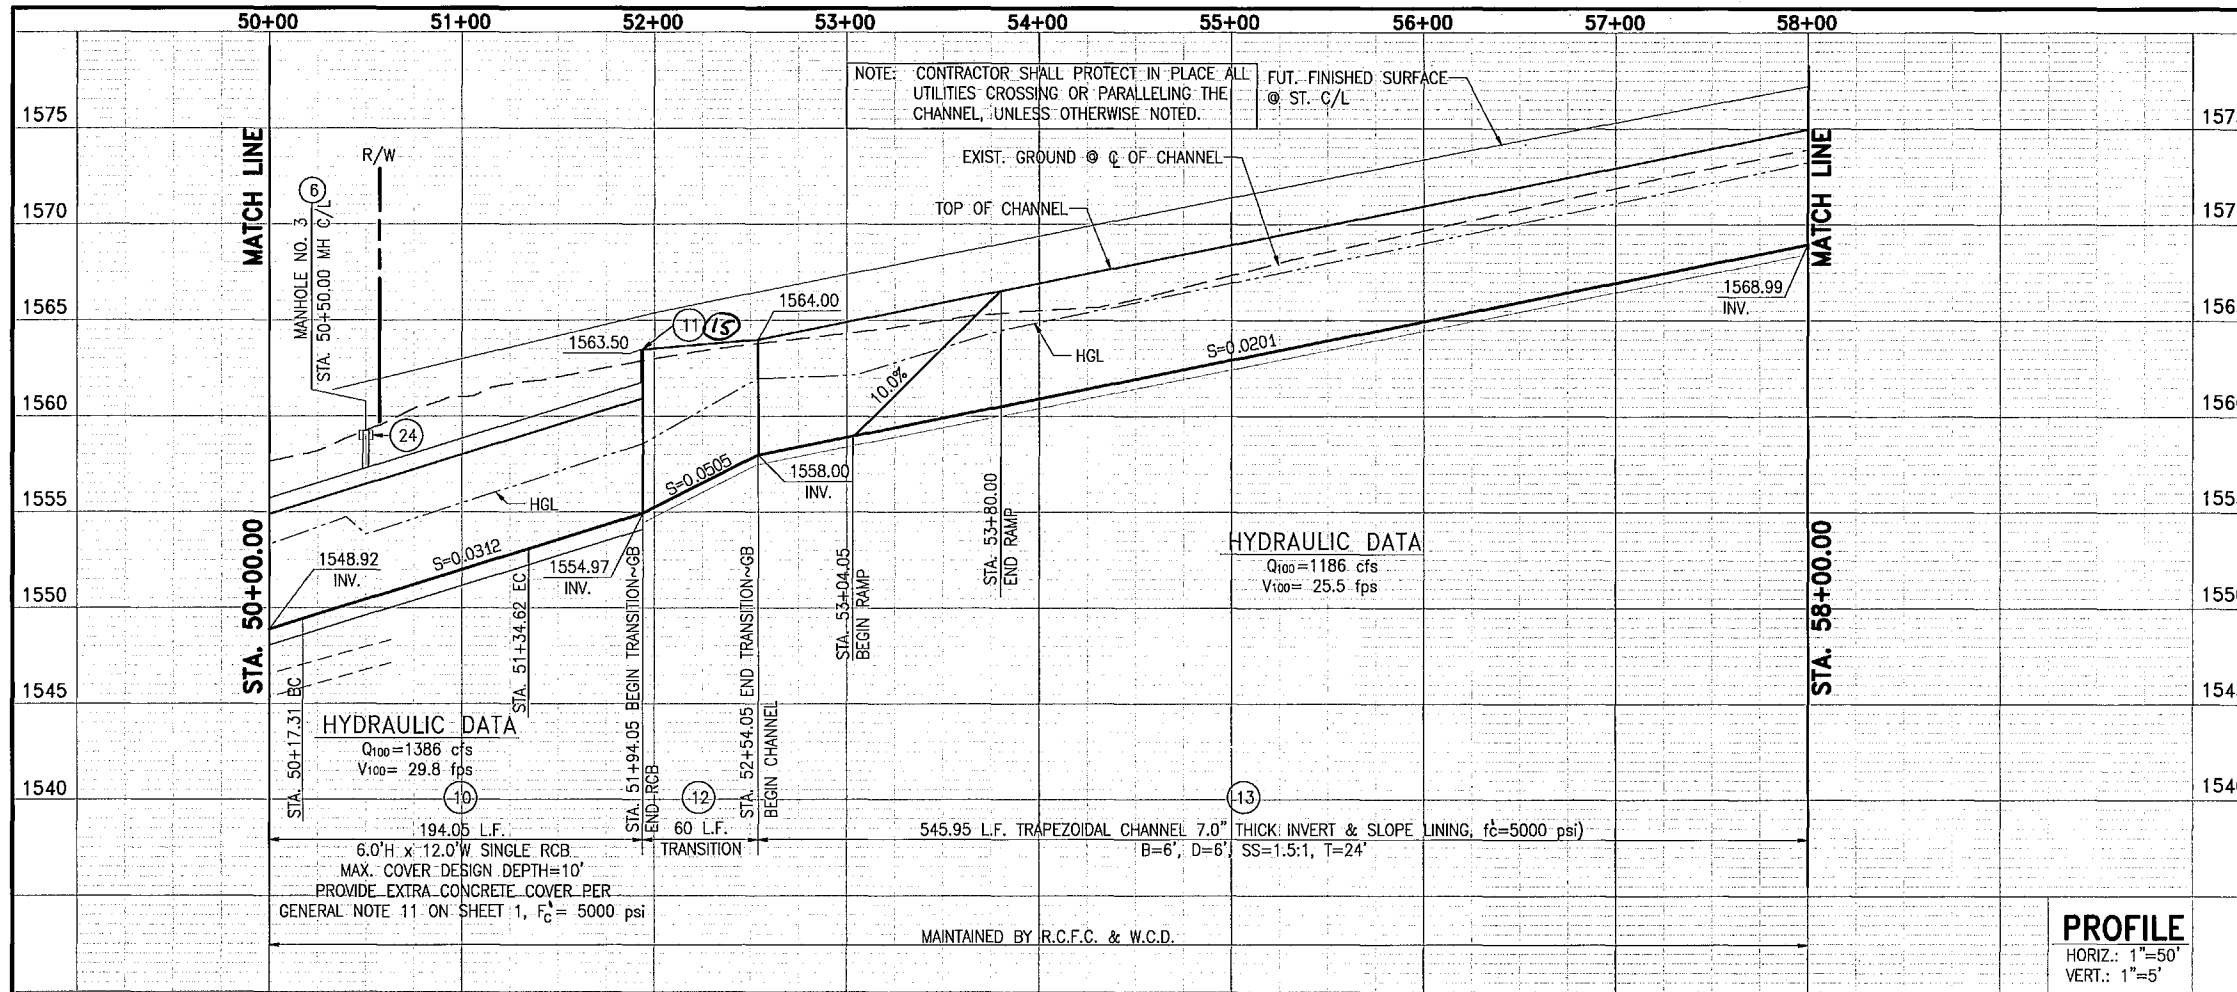 50+00 51+00 52+00 53+00 54+00 55+00 56+00 57+00 58+00
NOTE: CONTRACTOR SHALL PROTECT IN PLACE ALL
UTILITIES CROSSING OR PARALLELING THE
CHANNEL, UNLESS OTHERWISE NOTED.
FUT. FINISHED SURFACE
@ ST. C/L
1575
1570
1565
1560
1555
1550
1545
1540
MATCH LINE
STA. 50+00.00
R/W
6
MANHOLE NO. 3
STA. 50+50.00 MH C/L
24
EXIST. GROUND @ ℄ OF CHANNEL
TOP OF CHANNEL
1563.50
11
15
1564.00
HGL
10.0%
S=0.0201
1568.99
INV.
MATCH LINE
STA. 58+00.00
HGL
S=0.0505
1558.00
INV.
1548.92
INV.
S=0.0312
1554.97
INV.
STA. 50+17.31 BC
STA. 51+34.62 EC
STA. 51+94.05 BEGIN TRANSITION~GB
END RCB
STA. 52+54.05 END TRANSITION~GB
BEGIN CHANNEL
STA. 53+04.05
BEGIN RAMP
STA. 53+80.00
END RAMP
HYDRAULIC DATA
Q100=1186 cfs
V100= 25.5 fps
HYDRAULIC DATA
Q100=1386 cfs
V100= 29.8 fps
10
12
13
194.05 L.F.
6.0'H x 12.0'W SINGLE RCB
MAX. COVER DESIGN DEPTH=10'
PROVIDE EXTRA CONCRETE COVER PER
GENERAL NOTE 11 ON SHEET 1, F'c= 5000 psi
60 L.F.
TRANSITION
545.95 L.F. TRAPEZOIDAL CHANNEL 7.0" THICK INVERT & SLOPE LINING, f'c=5000 psi)
B=6', D=6', SS=1.5:1, T=24'
MAINTAINED BY R.C.F.C. & W.C.D.
PROFILE
HORIZ.: 1"=50'
VERT.: 1"=5'